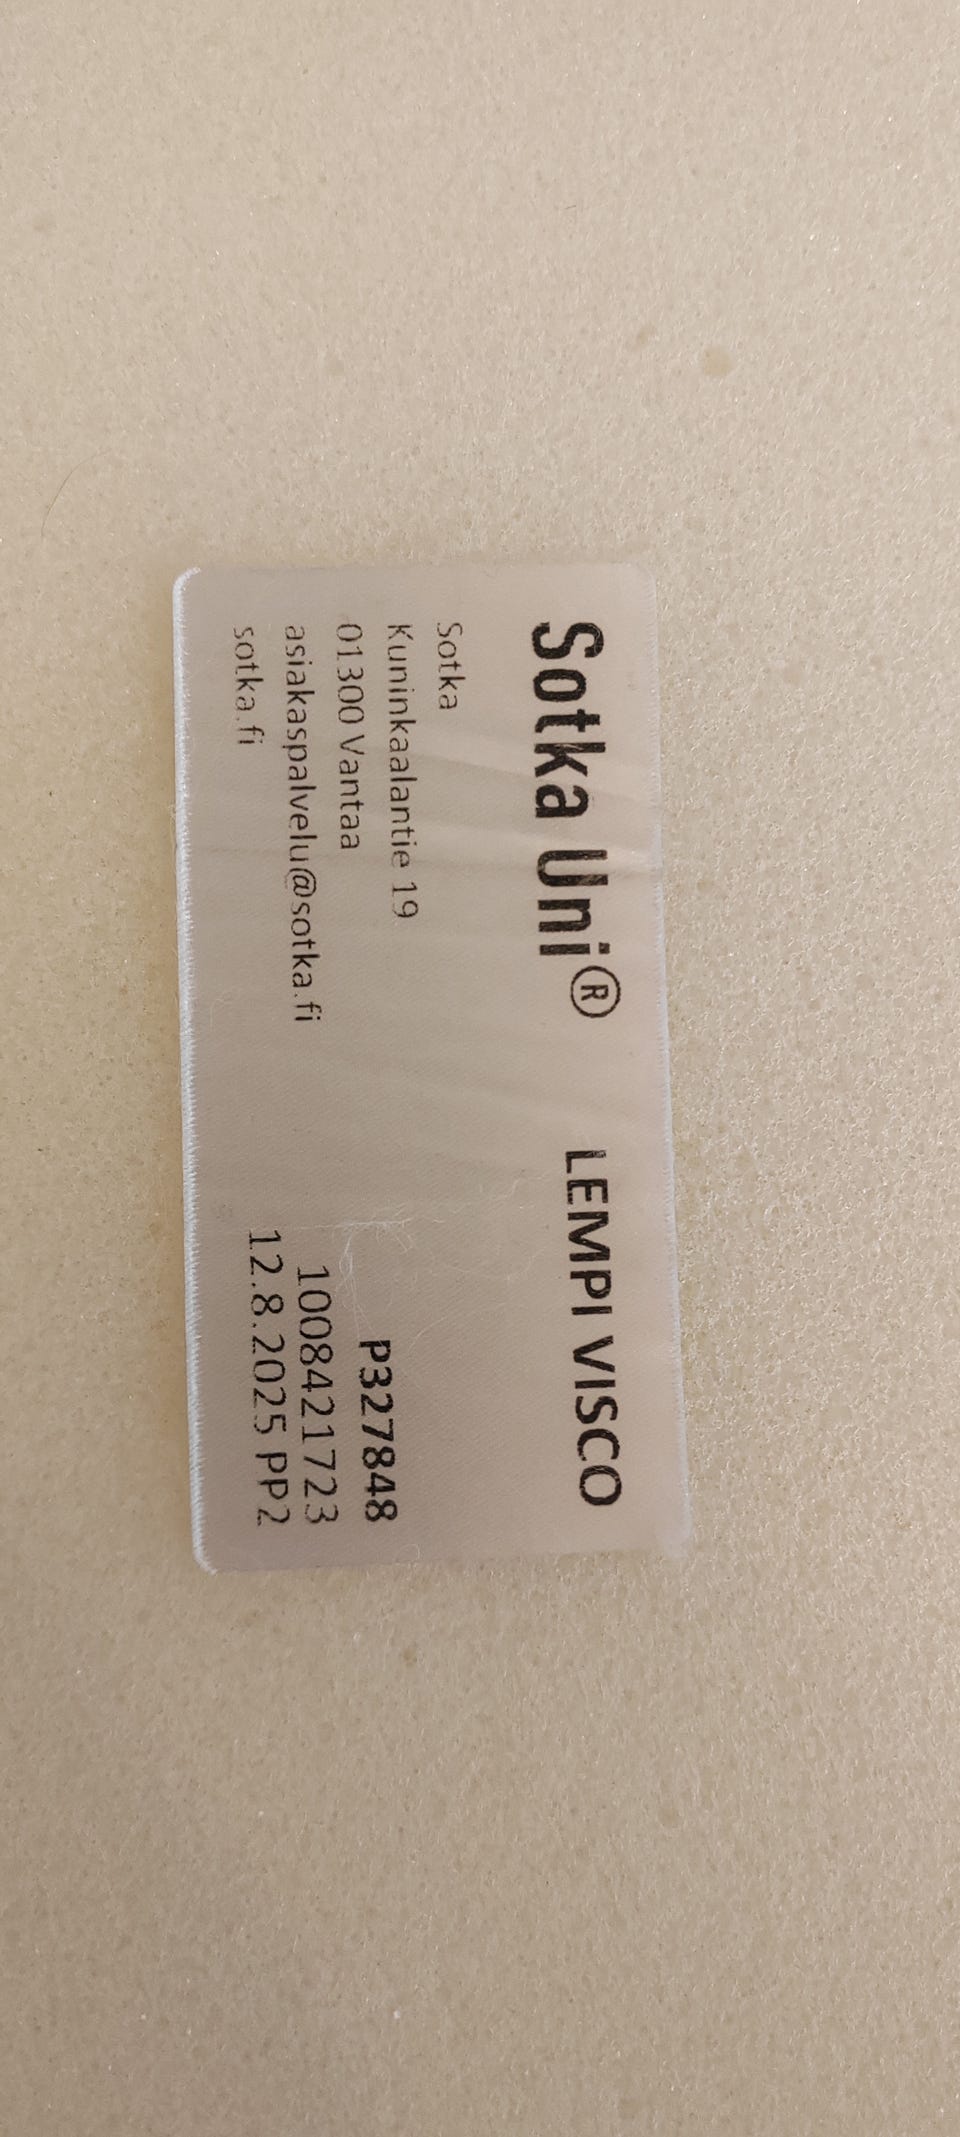 Sotka Uni® LEMPI VISCO
Sotka
Kuninkaalantie 19
01300 Vantaa
asiakaspalvelu@sotka.fi
sotka.fi
P327848
1008421723
12.8.2025 PP2